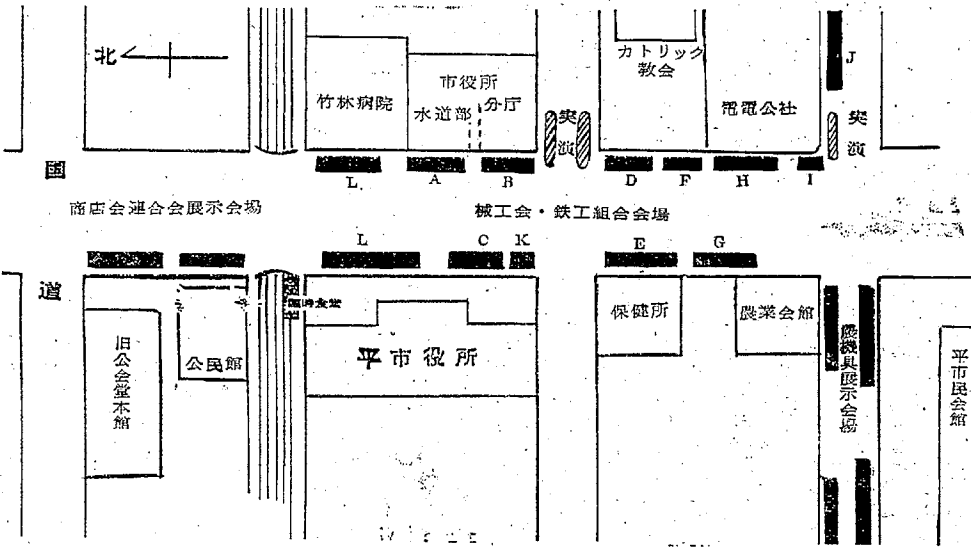 北
竹林病院
市役所
水道部
分庁
実演
カトリック
教会
電電公社
J
実演
国道
L
A
B
D
F
H
I
商店会連合会展示会場
械工会・鉄工組合会場
L
C
K
E
G
臨時食堂
旧公会堂本館
公民館
平市役所
保健所
農業会館
農機具展示会場
平市民会館